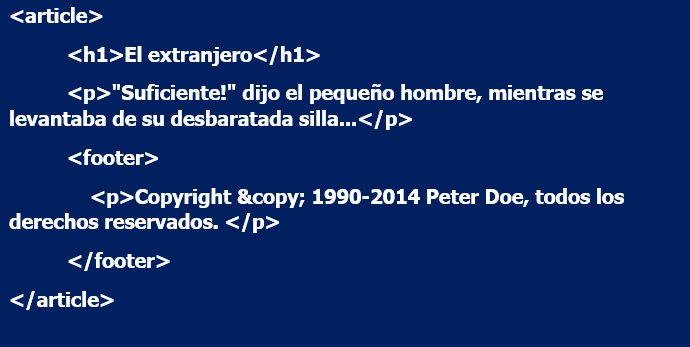 <article>
<h1>El extranjero</h1>
<p>"Suficiente!" dijo el pequeño hombre, mientras se
levantaba de su desbaratada silla...</p>
<footer>
<p>Copyright &copy; 1990-2014 Peter Doe, todos los
derechos reservados. </p>
</footer>
</article>